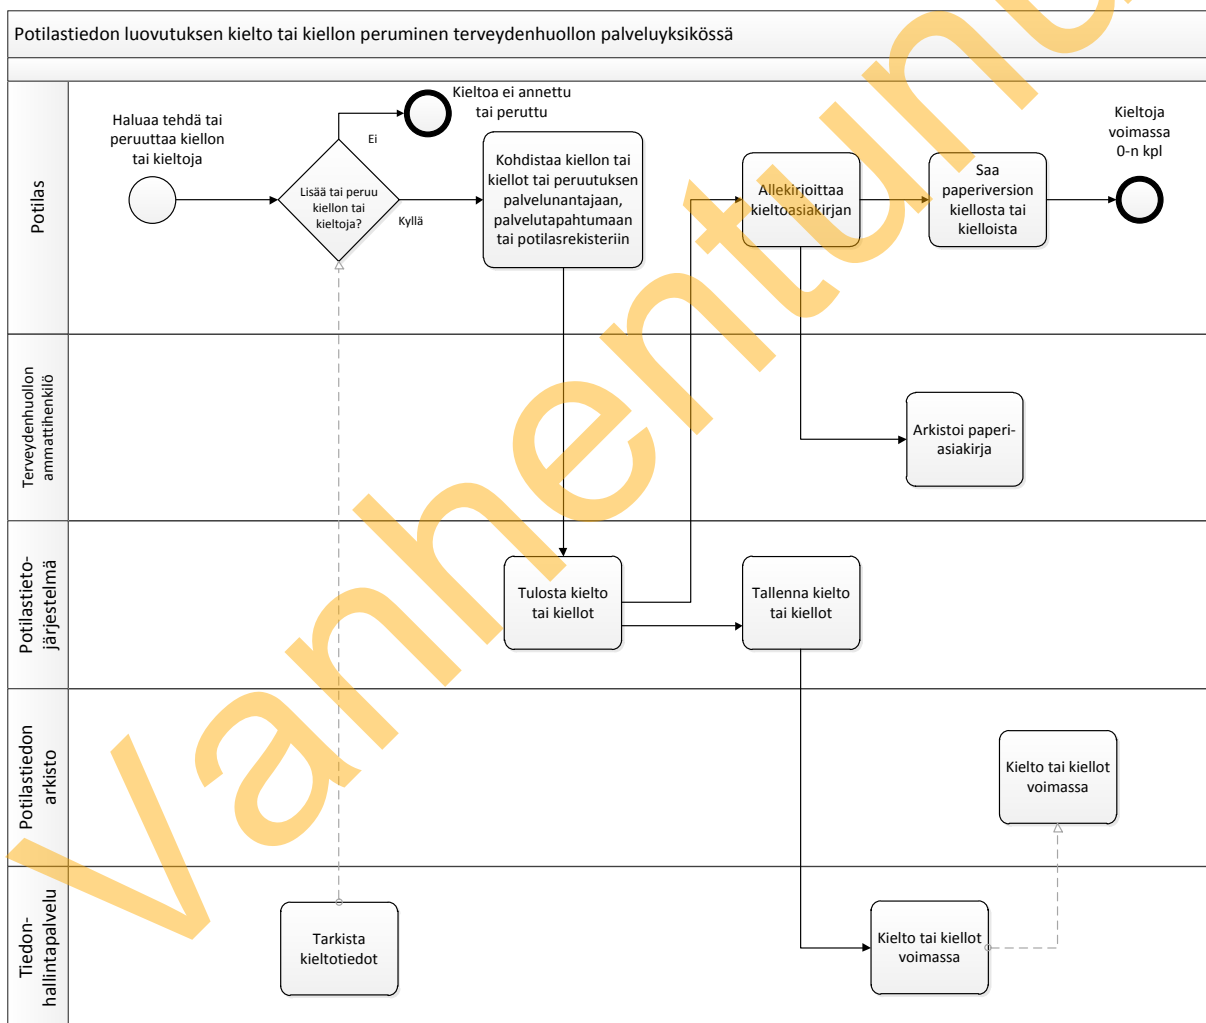 Potilastiedon luovutuksen kielto tai kiellon peruminen terveydenhuollon palveluyksikössä
Potilas
Haluaa tehdä tai
peruuttaa kiellon
tai kieltoja
Lisää tai peru
kiellon tai
kieltoja?
Ei
Kyllä
Kieltoa ei annettu
tai peruttu
Kohdistaa kiellon tai
kiellot tai peruutuksen
palvelunantajaan,
palvelutapahtumaan
tai potilasrekisteriin
Allekirjoittaa
kieltoasiakirjan
Saa
paperiversion
kiellosta tai
kielloista
Kieltoja
voimassa
0-n kpl
Terveydenhuollon
ammattihenkilö
Arkistoi paperi-
asiakirja
Potilastieto-
järjestelmä
Tulosta kielto
tai kiellot
Tallenna kielto
tai kiellot
Potilastiedon
arkisto
Kielto tai kiellot
voimassa
Tiedon-
hallintapalvelu
Tarkista
kieltotiedot
Kielto tai kiellot
voimassa
Vanhentunu